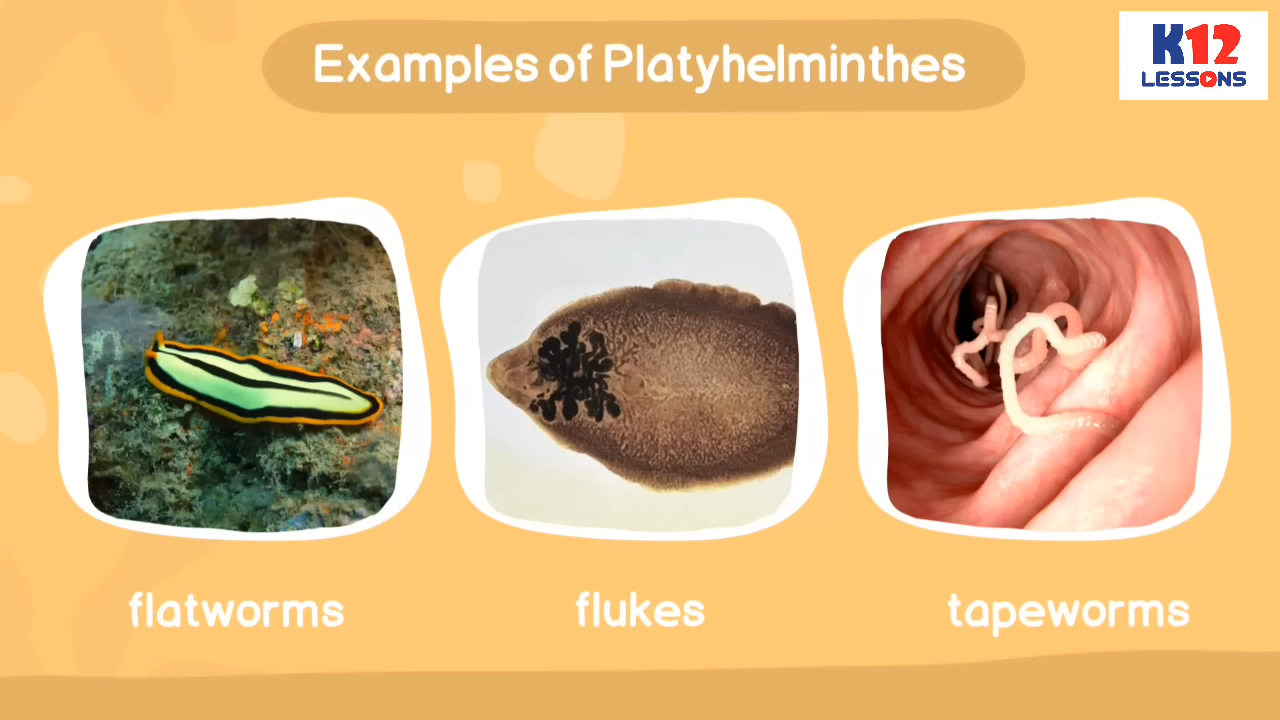 Examples of Platyhelminthes
K12
LESSONS
flatworms
flukes
tapeworms